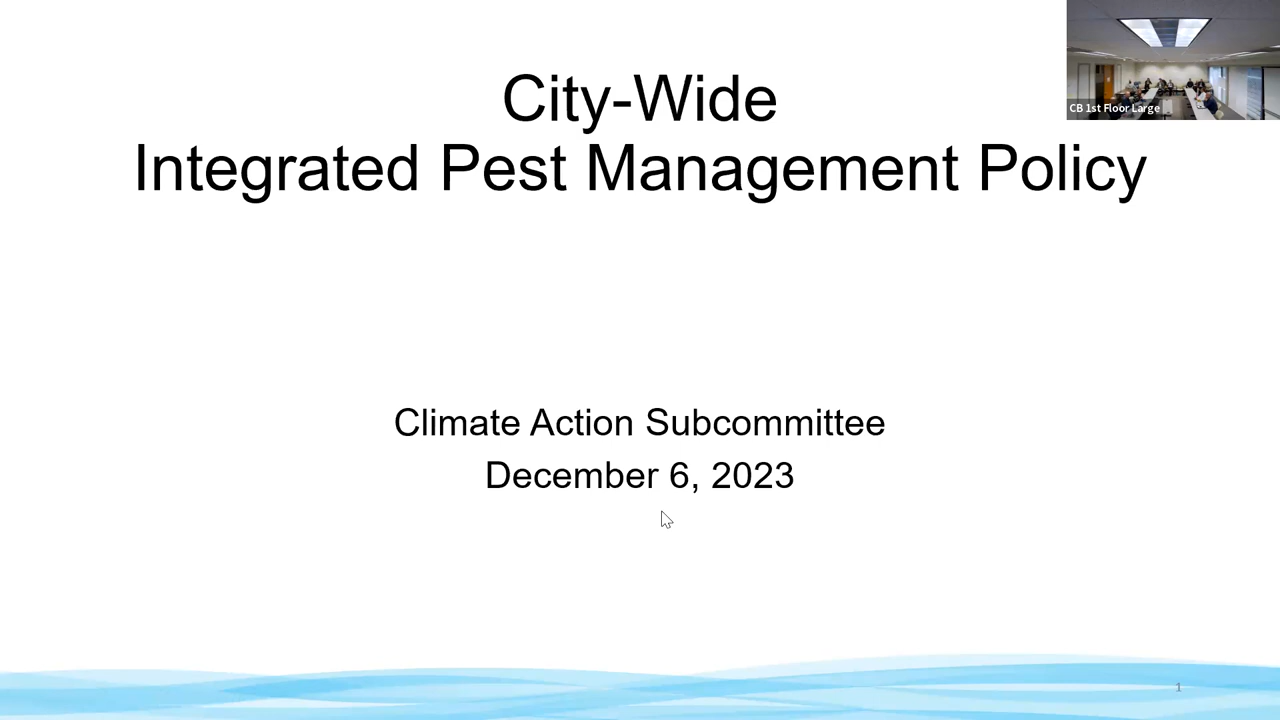 City-Wide
Integrated Pest Management Policy
CB 1st Floor Large
Climate Action Subcommittee
December 6, 2023
1